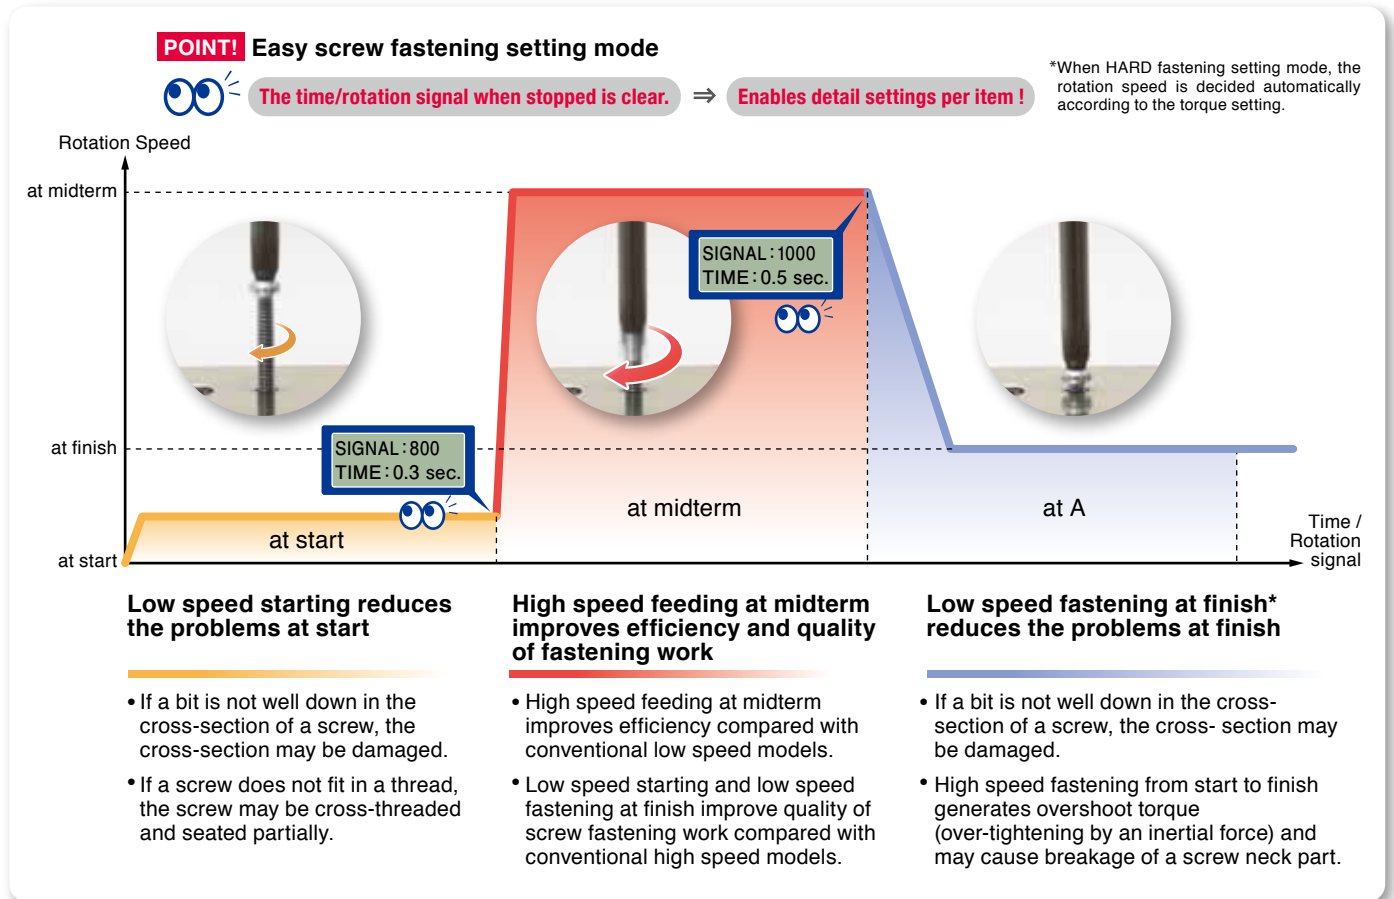 POINT! Easy screw fastening setting mode
The time/rotation signal when stopped is clear. ⇒ Enables detail settings per item !
*When HARD fastening setting mode, the
rotation speed is decided automatically
according to the torque setting.
Rotation Speed
at midterm
SIGNAL:1000
TIME:0.5 sec.
at finish
SIGNAL:800
TIME:0.3 sec.
at start
at midterm
at A
at start
Time /
Rotation
signal
Low speed starting reduces
the problems at start
• If a bit is not well down in the
cross-section of a screw, the
cross-section may be damaged.
• If a screw does not fit in a thread,
the screw may be cross-threaded
and seated partially.
High speed feeding at midterm
improves efficiency and quality
of fastening work
• High speed feeding at midterm
improves efficiency compared with
conventional low speed models.
• Low speed starting and low speed
fastening at finish improve quality of
screw fastening work compared with
conventional high speed models.
Low speed fastening at finish*
reduces the problems at finish
• If a bit is not well down in the cross-
section of a screw, the cross- section may
be damaged.
• High speed fastening from start to finish
generates overshoot torque
(over-tightening by an inertial force) and
may cause breakage of a screw neck part.